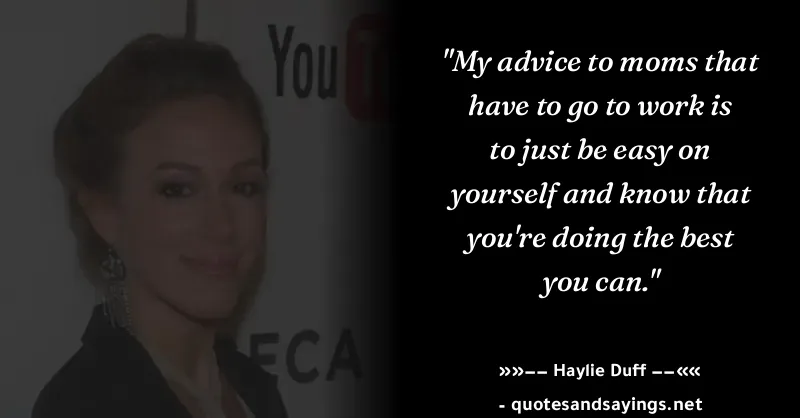 You
ECA
"My advice to moms that
have to go to work is
to just be easy on
yourself and know that
you're doing the best
you can."
»»–– Haylie Duff ––««
- quotesandsayings.net